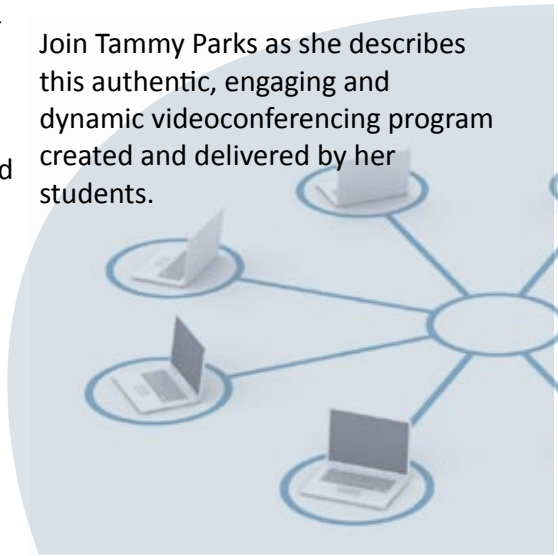 Join Tammy Parks as she describes
this authentic, engaging and
dynamic videoconferencing program
d created and delivered by her
students.